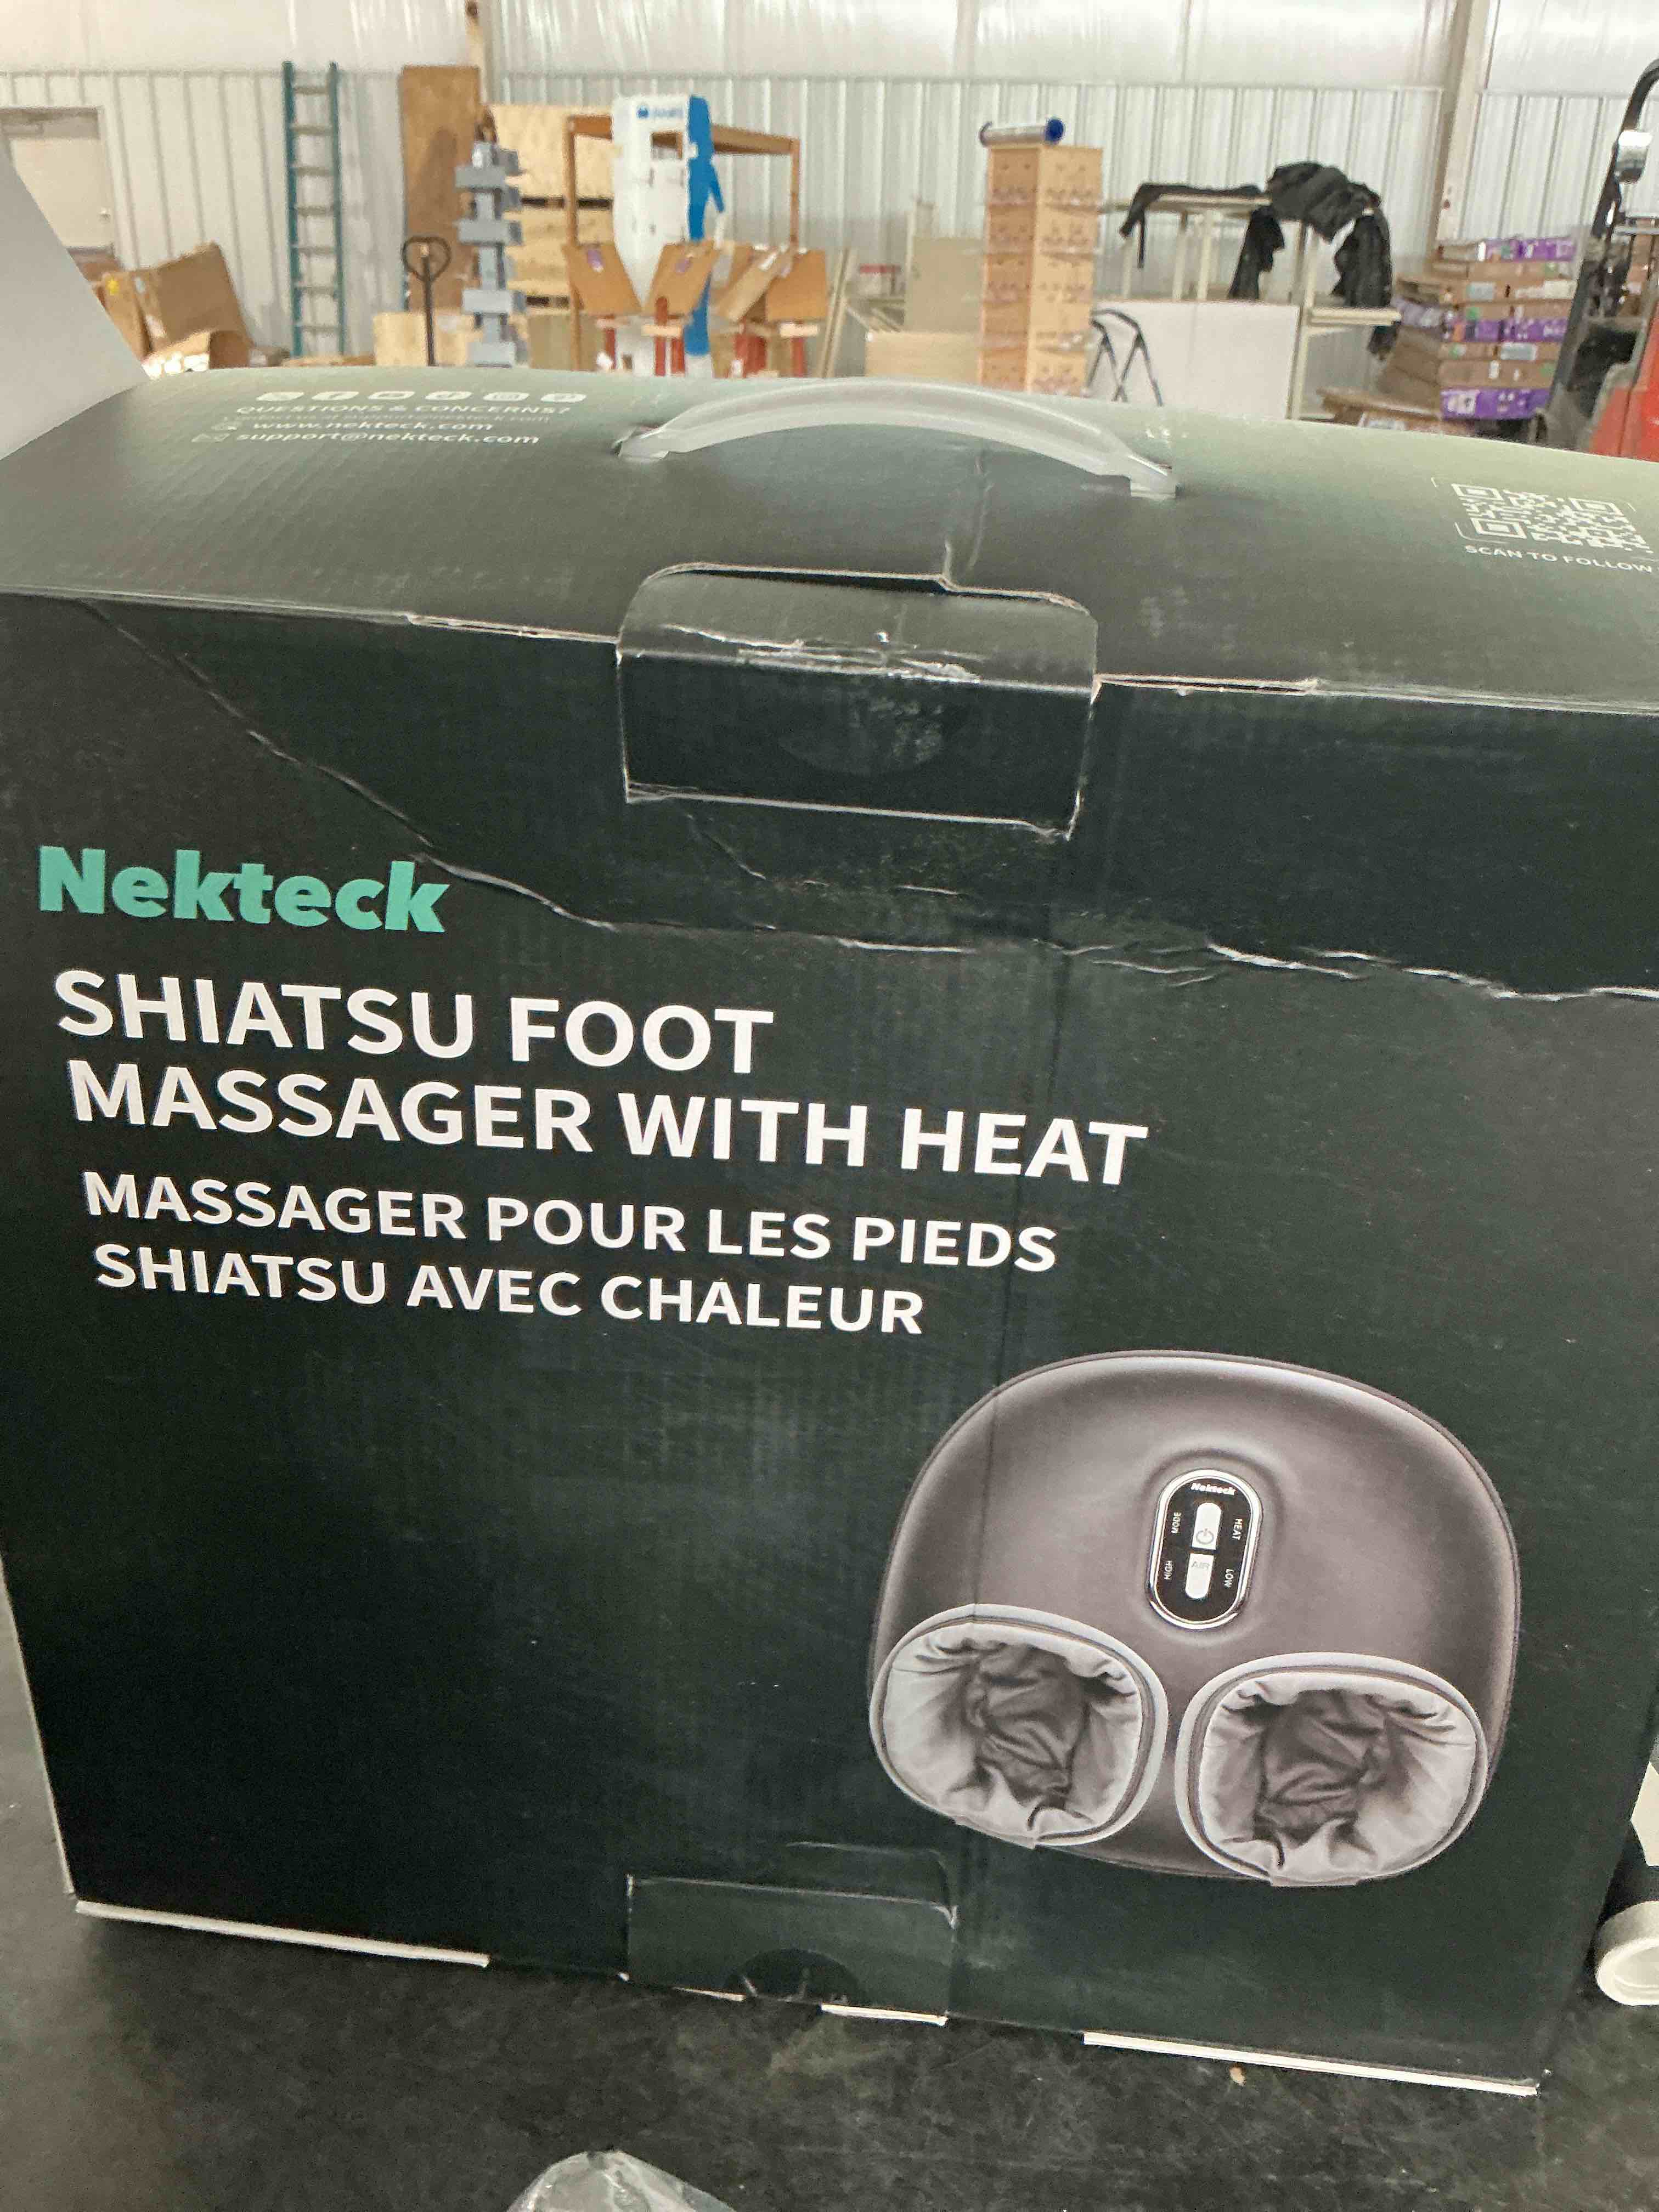 QUESTIONS & CONCERNS?
www.nekteck.com
support@nekteck.com
SCAN TO FOLLOW
Nekteck
SHIATSU FOOT
MASSAGER WITH HEAT
MASSAGER POUR LES PIEDS
SHIATSU AVEC CHALEUR
Nekteck
MODE
HEAT
AIR
HIGH
LOW